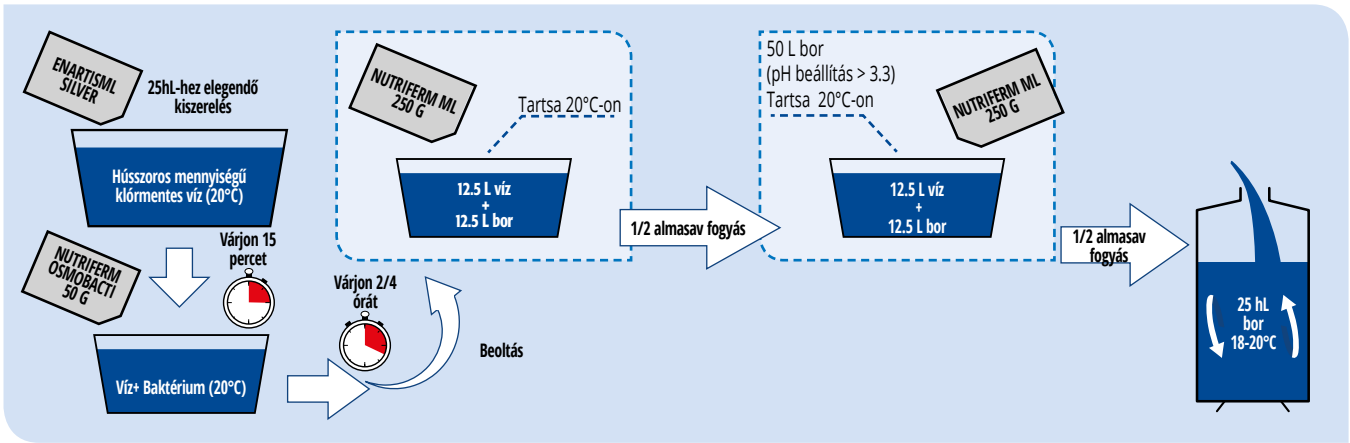 ENARTISML
SILVER
25hL-hez elegendő
kiszerelés
Hússzoros mennyiségű
klórmentes víz (20°C)
NUTRIFERM
OSMOBACTI
50 G
Várjon 15
percet
Víz+ Baktérium (20°C)
Várjon 2/4
órát
Beoltás
NUTRIFERM ML
250 G
Tartsa 20°C-on
12.5 L víz
+
12.5 L bor
1/2 almasav fogyás
50 L bor
(pH beállítás > 3.3)
Tartsa 20°C-on
NUTRIFERM ML
250 G
12.5 L víz
+
12.5 L bor
1/2 almasav
fogyás
25 hL
bor
18-20°C